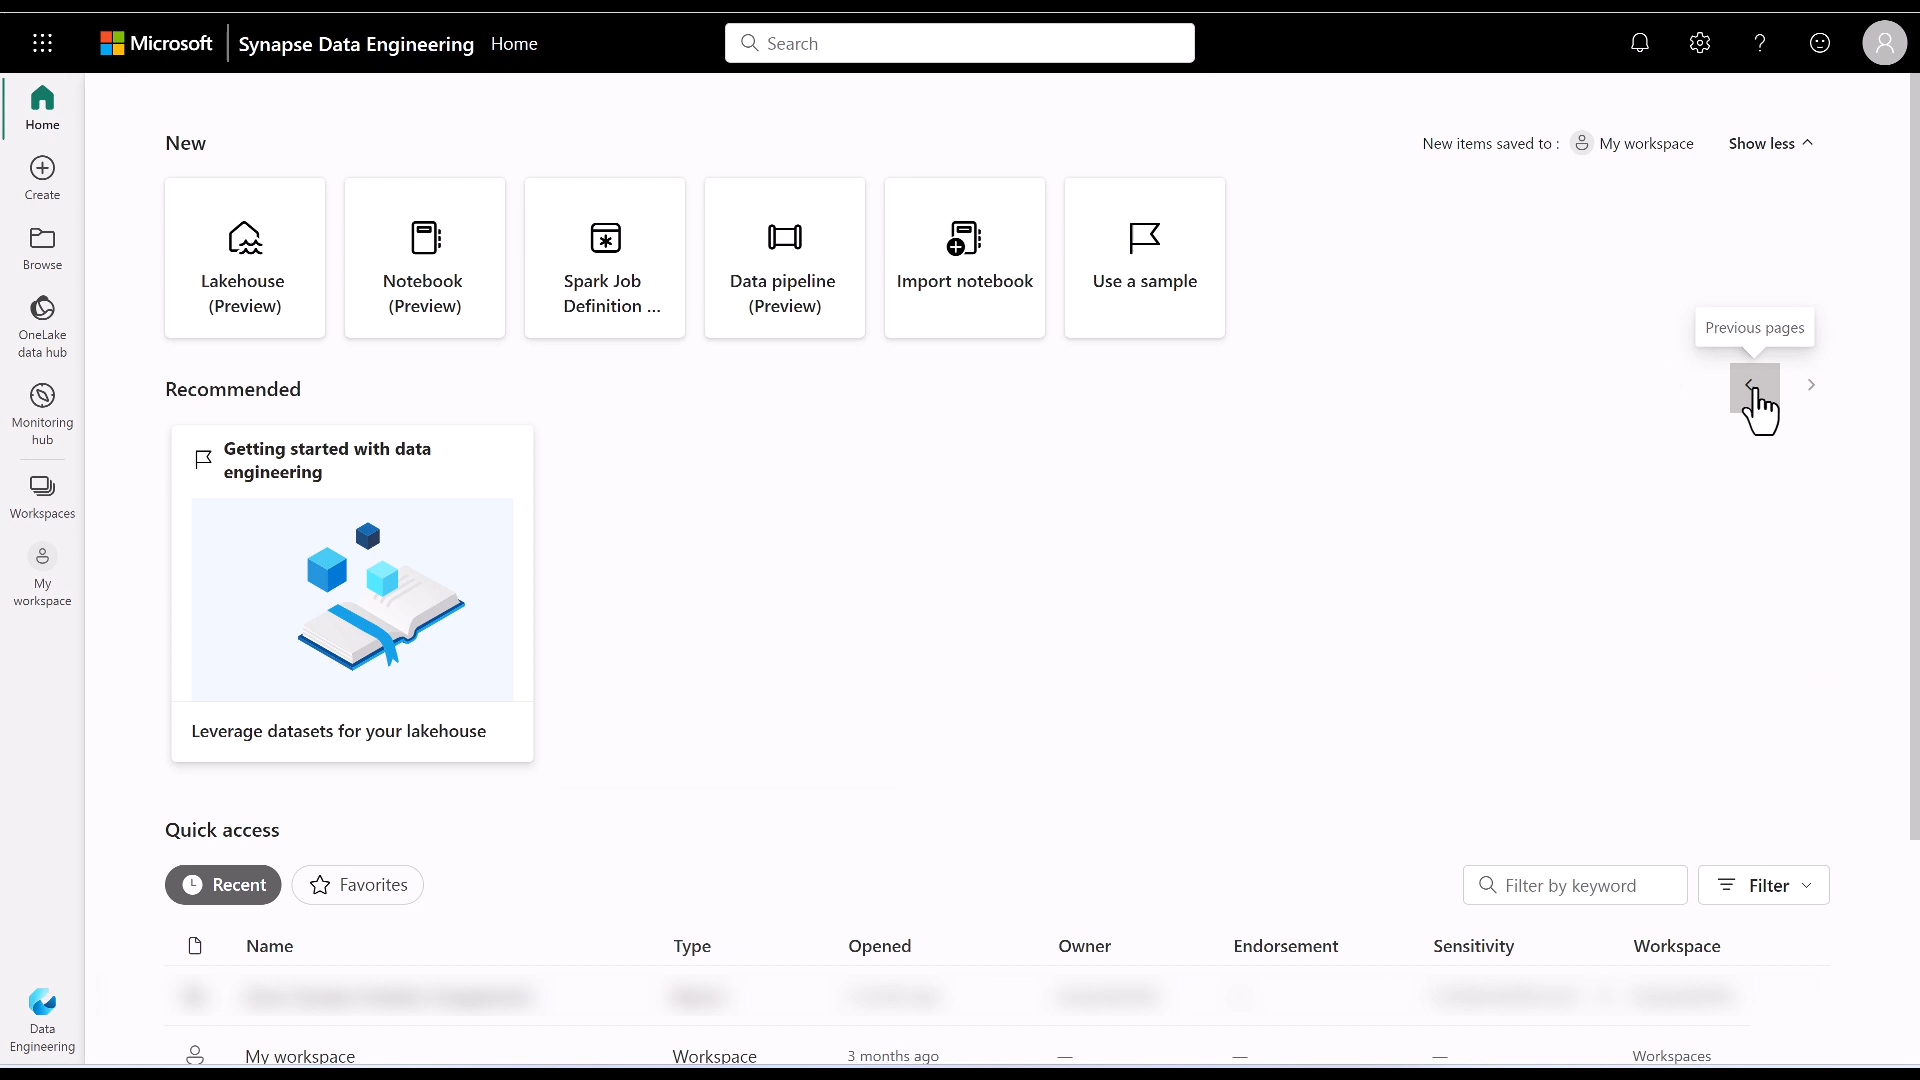 Microsoft
Synapse Data Engineering Home
Search
Home
Create
Browse
OneLake
data hub
Monitoring
hub
Workspaces
My
workspace
Data
Engineering
New
New items saved to : My workspace
Show less
Lakehouse
(Preview)
Notebook
(Preview)
Spark Job
Definition ...
Data pipeline
(Preview)
Import notebook
Use a sample
Previous pages
Recommended
Getting started with data
engineering
Leverage datasets for your lakehouse
Quick access
Recent
Favorites
Filter by keyword
Filter
Name Type Opened Owner Endorsement Sensitivity Workspace
My workspace Workspace 3 months ago — — — Workspaces